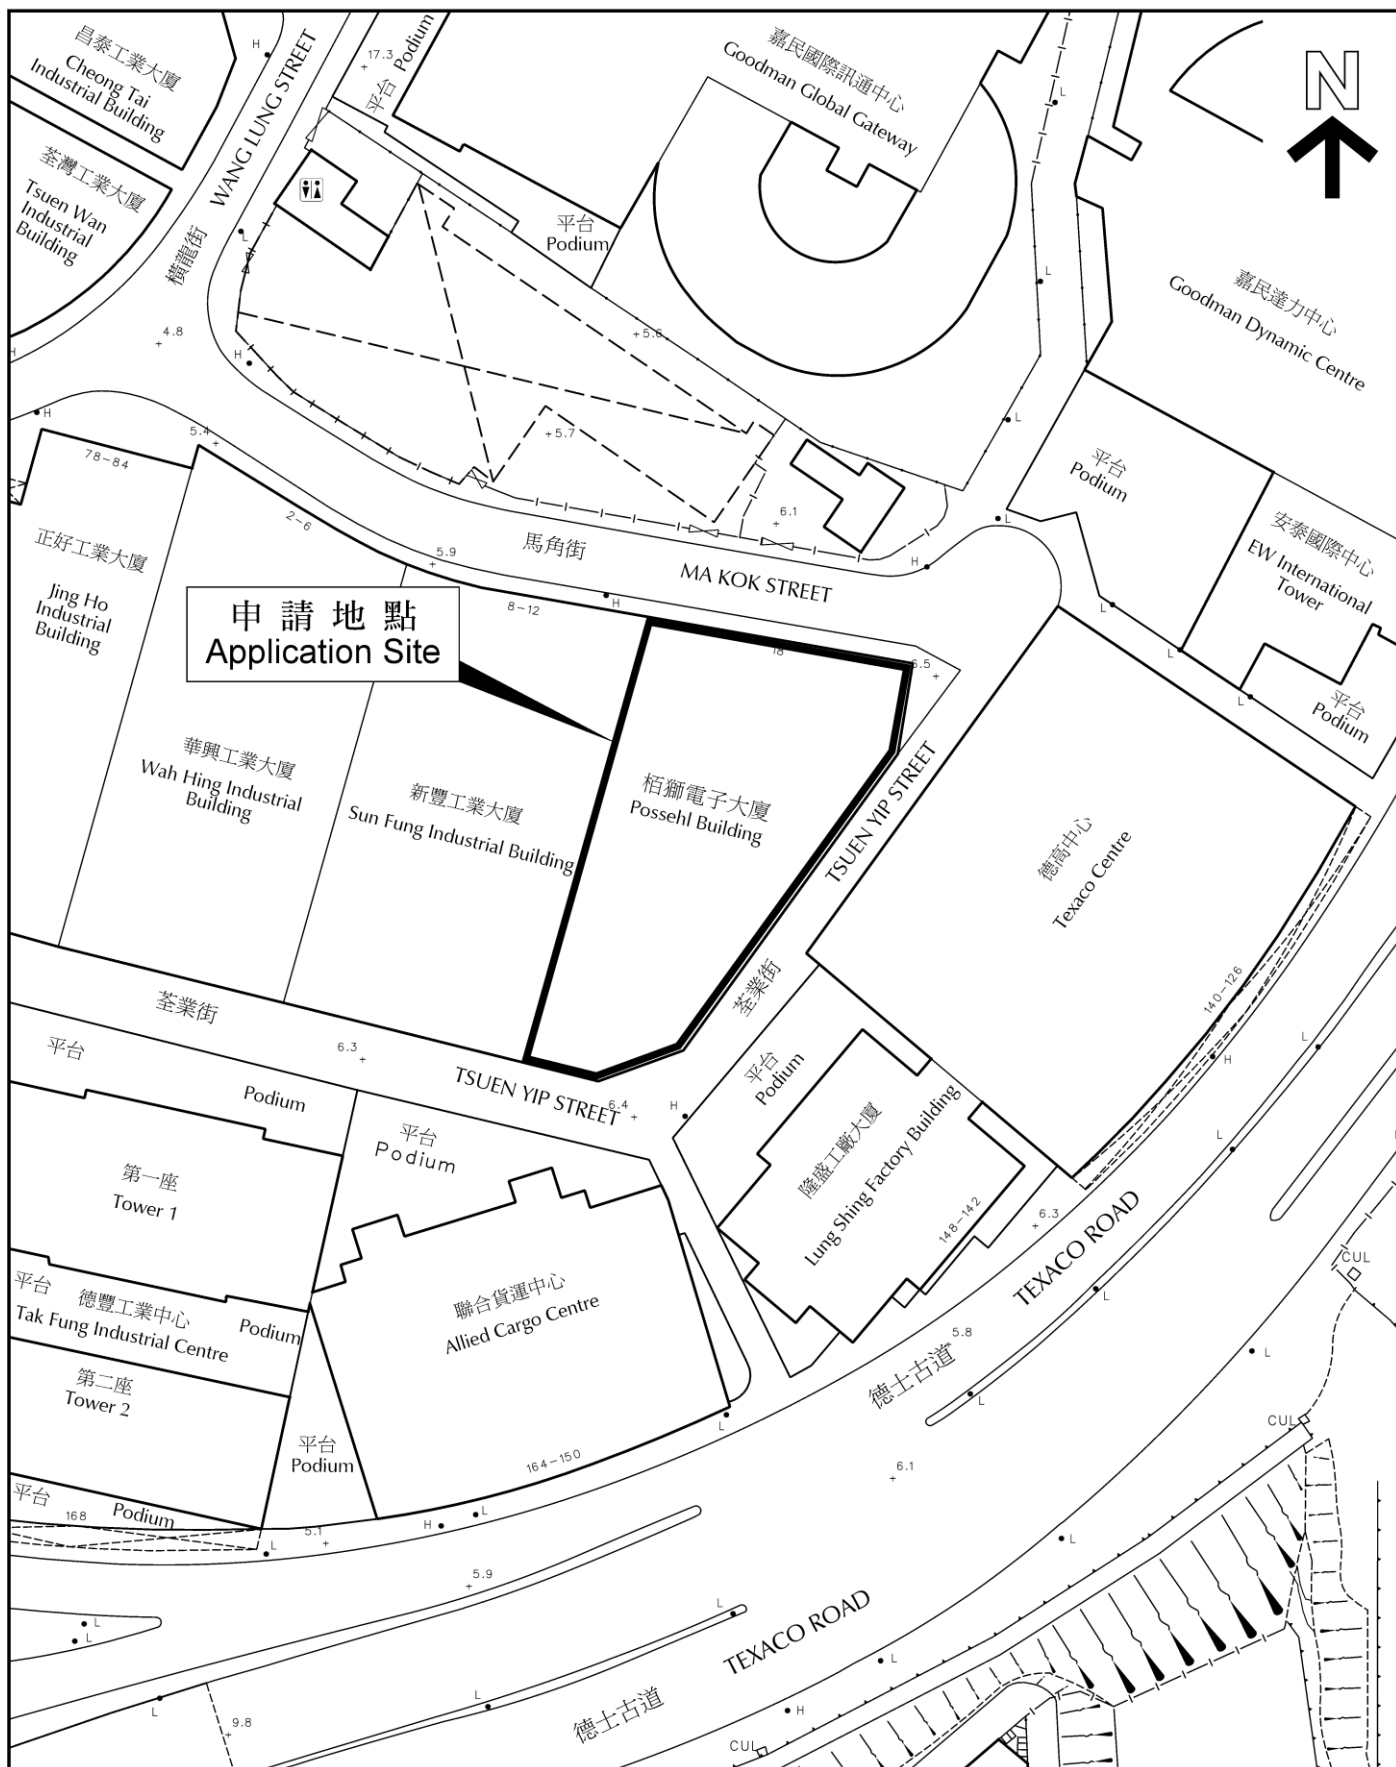 昌泰工業大廈
Cheong Tai
Industrial Building
荃灣工業大廈
Tsuen Wan
Industrial
Building
橫龍街
WANG LUNG STREET
H
L
17.3
平台
Podium
嘉民國際訊通中心
Goodman Global Gateway
平台
Podium
N
L
L
L
嘉民達力中心
Goodman Dynamic Centre
4.8
H
H
H
5.6
5.7
6.1
平台
Podium
安泰國際中心
EW International
Tower
平台
Podium
L
L
L
L
H
5.4
78-84
2-6
5.9
馬角街
MA KOK STREET
8-12
H
18
6.5
正好工業大廈
Jing Ho
Industrial
Building
申請地點
Application Site
華興工業大廈
Wah Hing Industrial
Building
新豐工業大廈
Sun Fung Industrial Building
栢獅電子大廈
Possehl Building
TSUEN YIP STREET
荃業街
德高中心
Texaco Centre
140-126
L
H
L
荃業街
6.3
TSUEN YIP STREET
6.4
H
平台
Podium
平台
Podium
平台
Podium
隆盛工廠大廈
Lung Shing Factory Building
148-142
6.3
TEXACO ROAD
第一座
Tower 1
平台
德豐工業中心
Tak Fung Industrial Centre
Podium
聯合貨運中心
Allied Cargo Centre
第二座
Tower 2
平台
Podium
164-150
L
5.8
德士古道
L
L
L
CUL
CUL
6.1
平台
Podium
168
5.1
L
H
L
5.9
L
L
L
L
L
L
L
9.8
德士古道
TEXACO ROAD
H
CUL